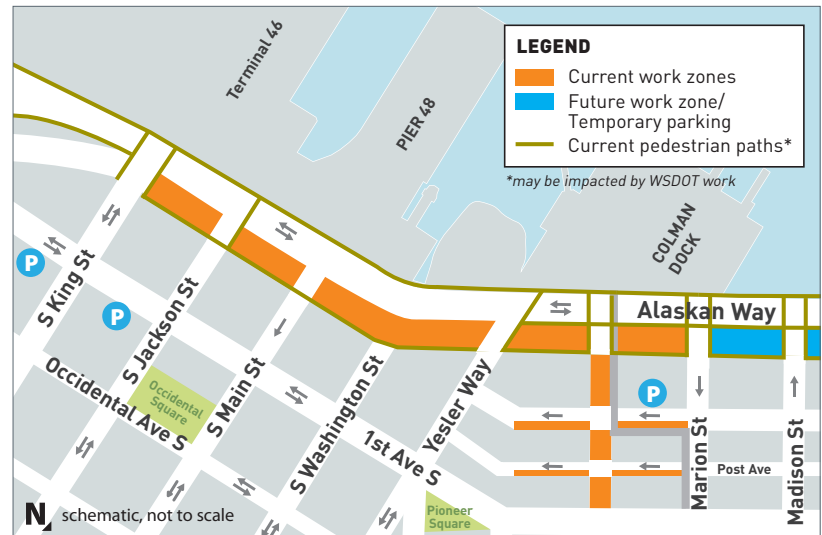 Terminal 46
PIER 48
LEGEND
Current work zones
Future work zone/
Temporary parking
Current pedestrian paths*
*may be impacted by WSDOT work
COLMAN
DOCK
Alaskan Way
P
P
P
S King St
S Jackson St
Occidental
Square
Occidental Ave S
S Main St
S Washington St
1st Ave S
Yesler Way
Pioneer
Square
Marion St
Post Ave
Madison St
N
schematic, not to scale